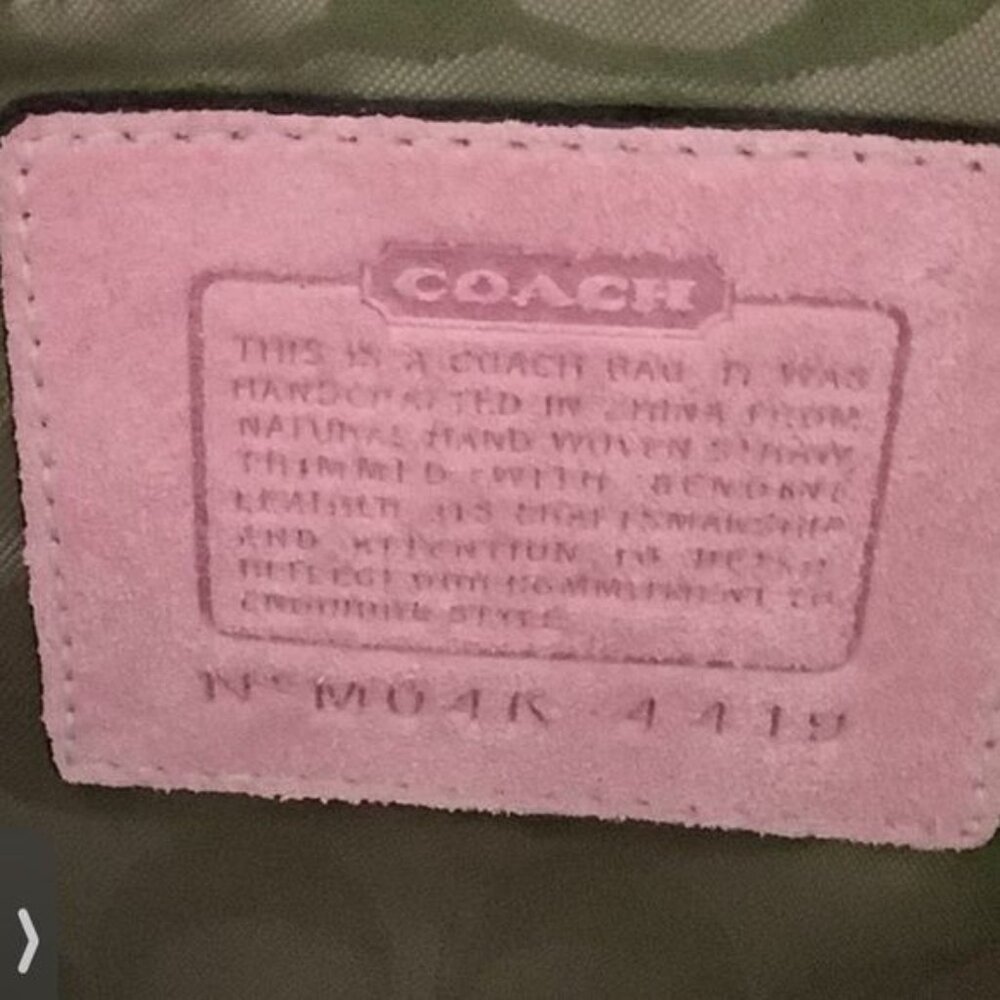 COACH
THIS IS A COACH BAG. IT WAS
HANDCRAFTED IN CHINA FROM
NATURAL HAND WOVEN STRAW
TRIMMED WITH GENUINE
LEATHER. ITS CRAFTSMANSHIP
AND ATTENTION TO DETAIL
REFLECT OUR COMMITMENT TO
ENDURING STYLE.
Nº M04K-4419